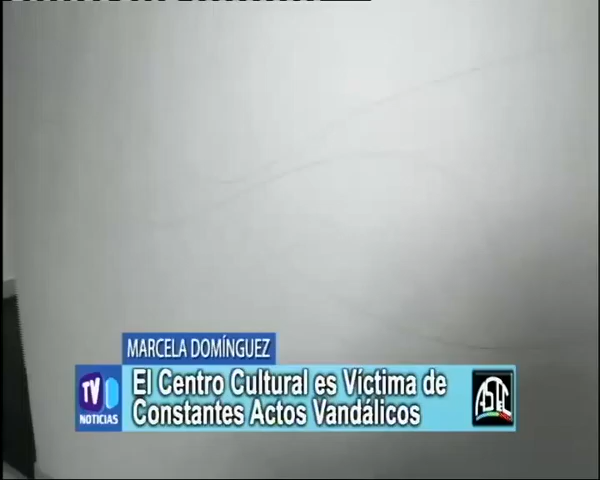 MARCELA DOMÍNGUEZ
El Centro Cultural es Víctima de
Constantes Actos Vandálicos
TV
NOTICIAS